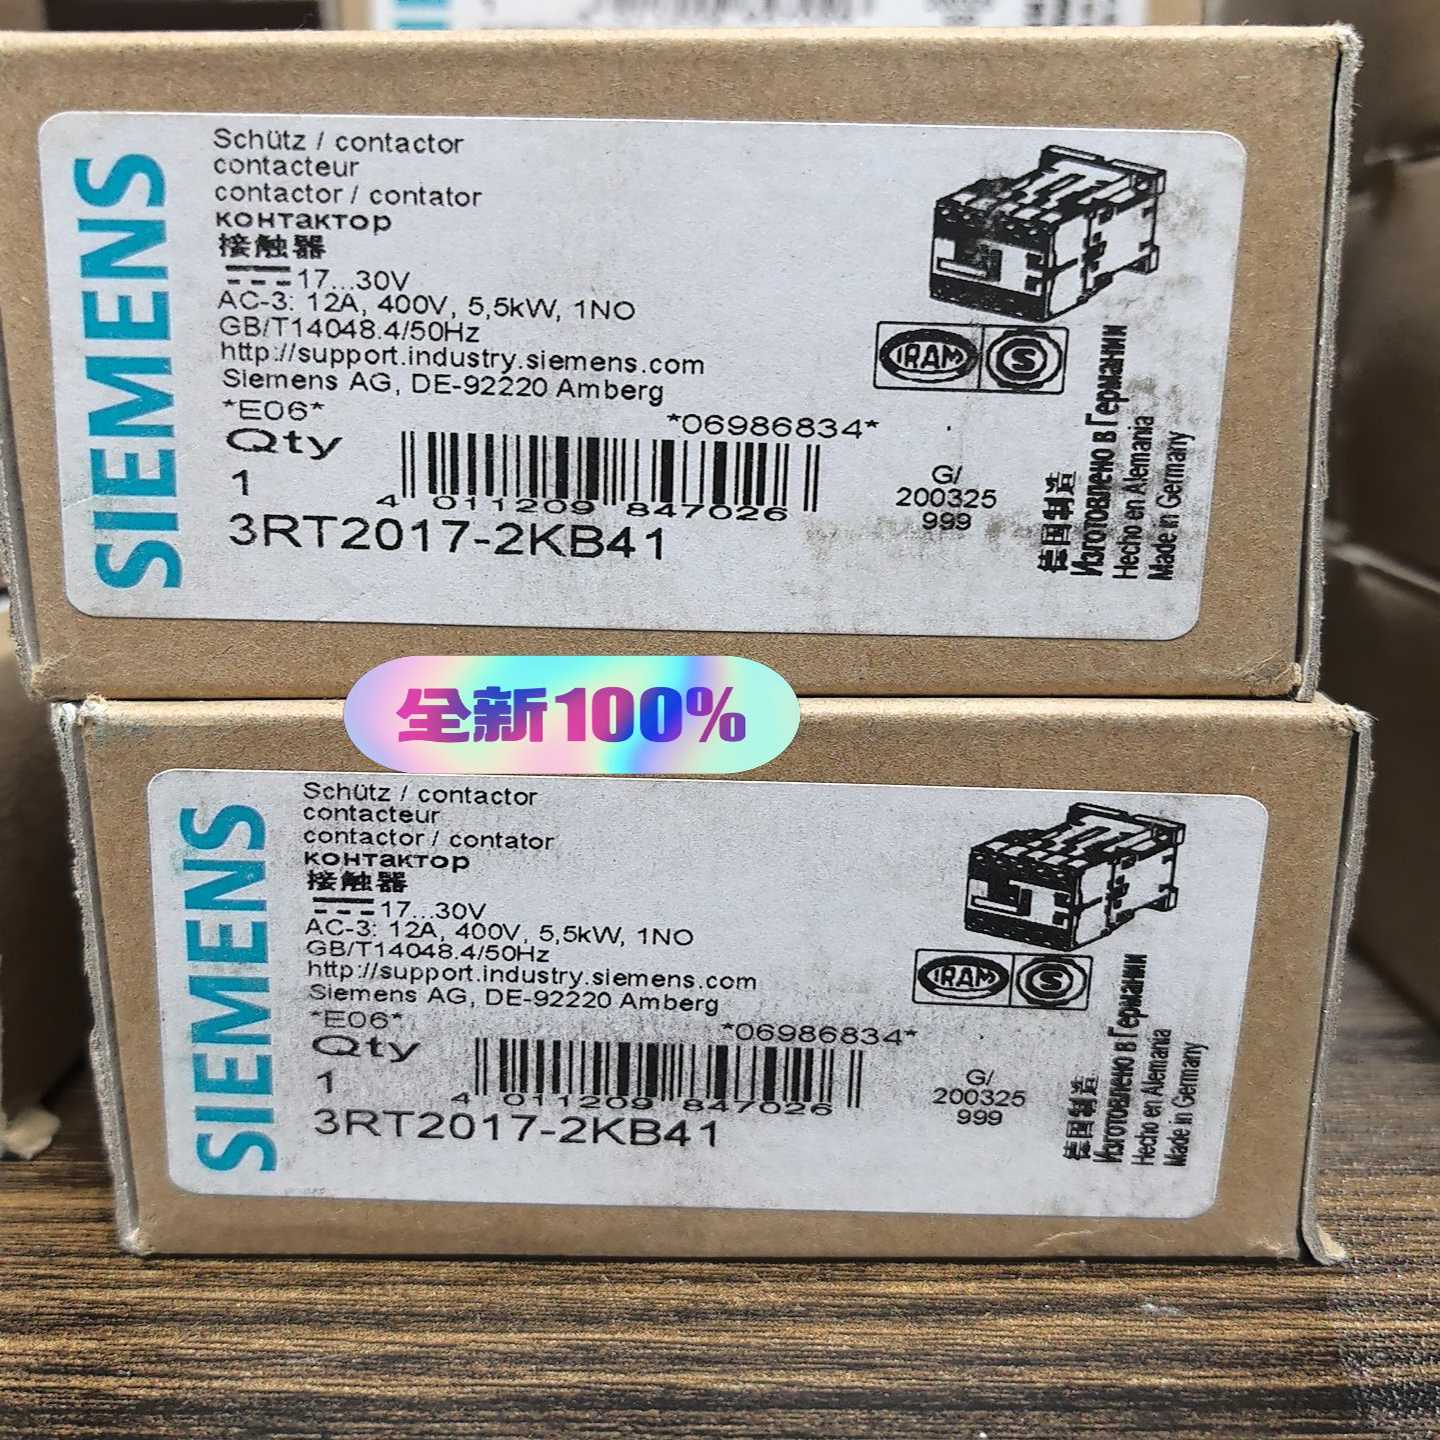 SIEMENS
Schütz / contactor
contacteur
contactor / contator
контактор
接触器
17...30V
AC-3: 12A, 400V, 5,5kW, 1NO
GB/T14048.4/50Hz
http://support.industry.siemens.com
Siemens AG, DE-92220 Amberg
*E06*
*06986834*
Qty
1
4 011209 847026
3RT2017-2KB41
IRAM
S
G/
200325
999
德国制造
Изготовлено в Германии
Hecho en Alemania
Made in Germany
全新100%
SIEMENS
Schütz / contactor
contacteur
contactor / contator
контактор
接触器
17...30V
AC-3: 12A, 400V, 5,5kW, 1NO
GB/T14048.4/50Hz
http://support.industry.siemens.com
Siemens AG, DE-92220 Amberg
*E06*
*06986834*
Qty
1
4 011209 847026
3RT2017-2KB41
IRAM
S
G/
200325
999
德国制造
Изготовлено в Германии
Hecho en Alemania
Made in Germany